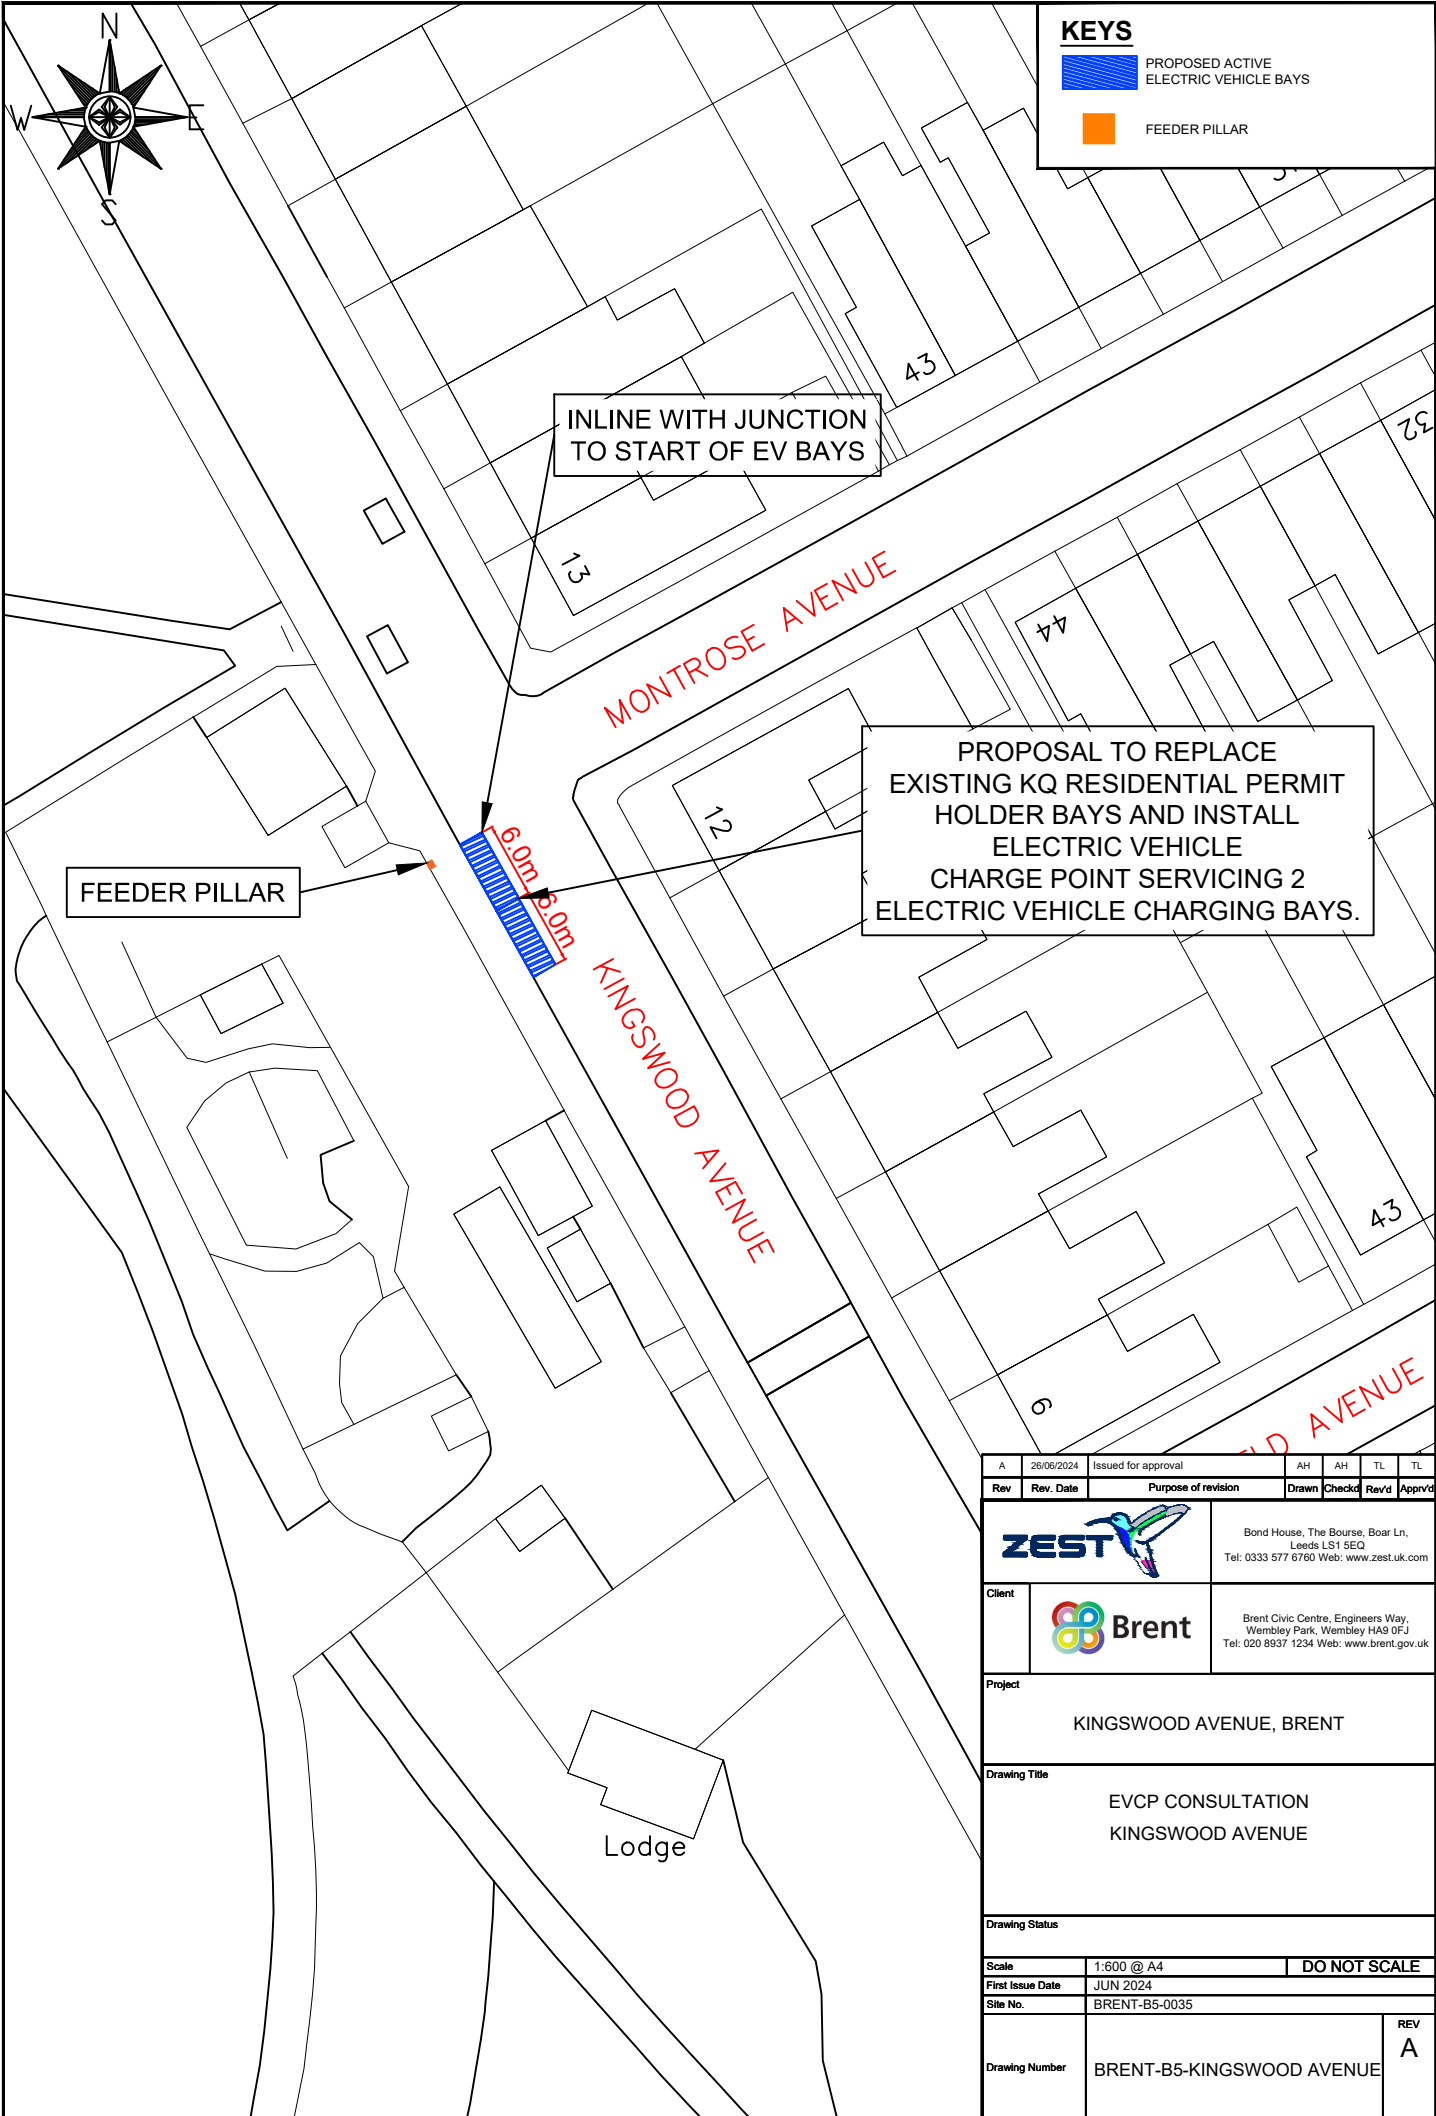 N
W
E
S
KEYS
PROPOSED ACTIVE
ELECTRIC VEHICLE BAYS
FEEDER PILLAR
43
32
INLINE WITH JUNCTION
TO START OF EV BAYS
13
MONTROSE AVENUE
44
PROPOSAL TO REPLACE
EXISTING KQ RESIDENTIAL PERMIT
HOLDER BAYS AND INSTALL
ELECTRIC VEHICLE
CHARGE POINT SERVICING 2
ELECTRIC VEHICLE CHARGING BAYS.
12
6.0m
6.0m
FEEDER PILLAR
KINGSWOOD AVENUE
43
6
LD AVENUE
Lodge
A 26/06/2024 Issued for approval AH AH TL TL
Rev Rev. Date Purpose of revision Drawn Checkd Rev'd Apprv'd
ZEST
Bond House, The Bourse, Boar Ln,
Leeds LS1 5EQ
Tel: 0333 577 6760 Web: www.zest.uk.com
Client
Brent
Brent Civic Centre, Engineers Way,
Wembley Park, Wembley HA9 0FJ
Tel: 020 8937 1234 Web: www.brent.gov.uk
Project
KINGSWOOD AVENUE, BRENT
Drawing Title
EVCP CONSULTATION
KINGSWOOD AVENUE
Drawing Status
Scale 1:600 @ A4 DO NOT SCALE
First Issue Date JUN 2024
Site No. BRENT-B5-0035
Drawing Number BRENT-B5-KINGSWOOD AVENUE
REV
A